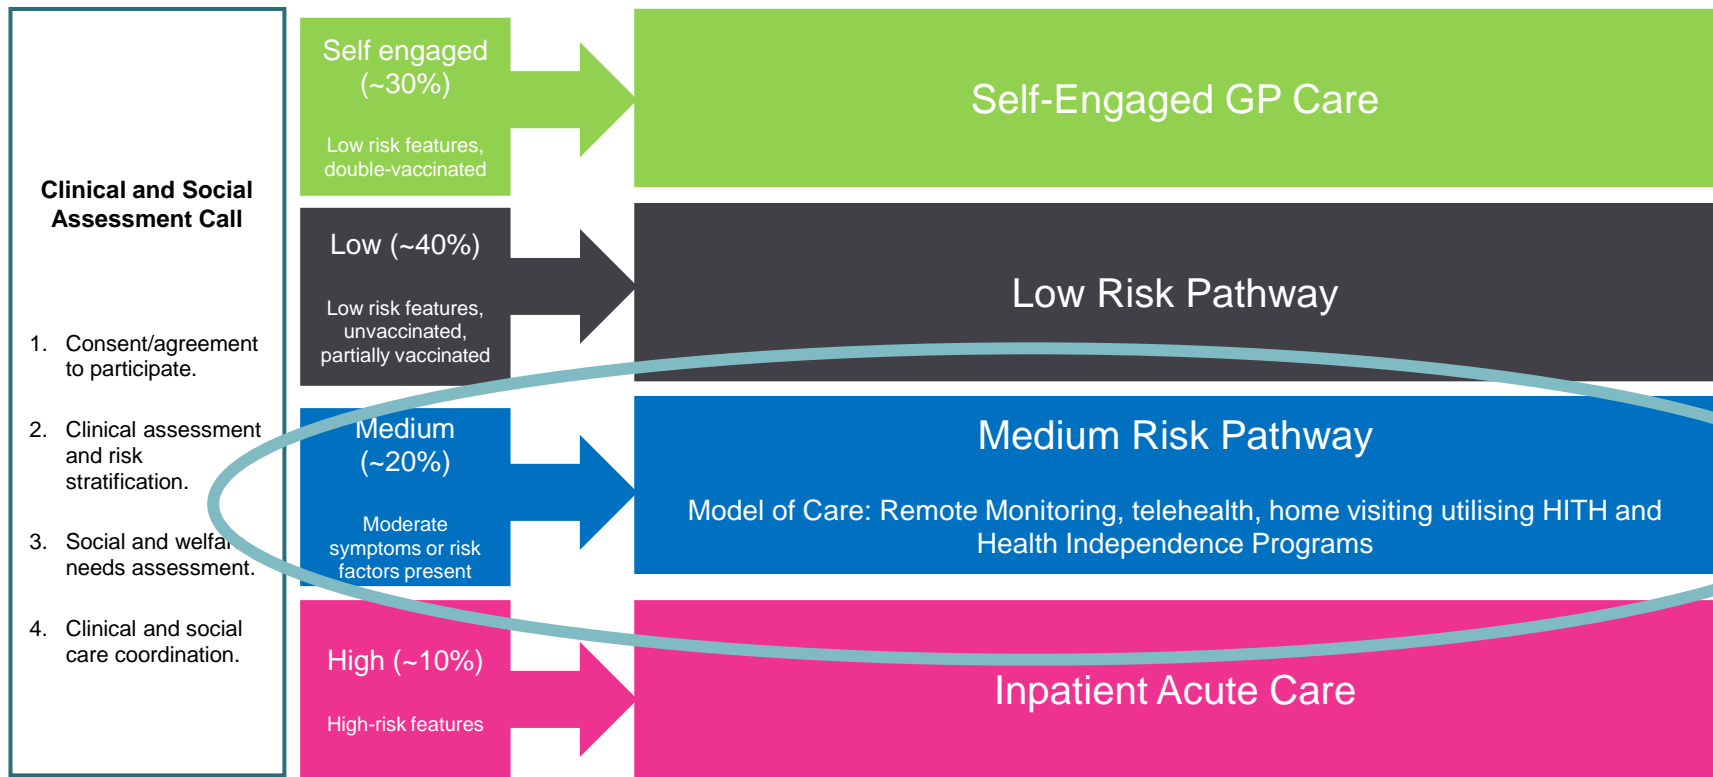 Clinical and Social
Assessment Call
1. Consent/agreement
to participate.
2. Clinical assessment
and risk
stratification.
3. Social and welfare
needs assessment.
4. Clinical and social
care coordination.
Self engaged
(~30%)
Low risk features,
double-vaccinated
Self-Engaged GP Care
Low (~40%)
Low risk features,
unvaccinated,
partially vaccinated
Low Risk Pathway
Medium
(~20%)
Moderate
symptoms or risk
factors present
Medium Risk Pathway
Model of Care: Remote Monitoring, telehealth, home visiting utilising HITH and
Health Independence Programs
High (~10%)
High-risk features
Inpatient Acute Care